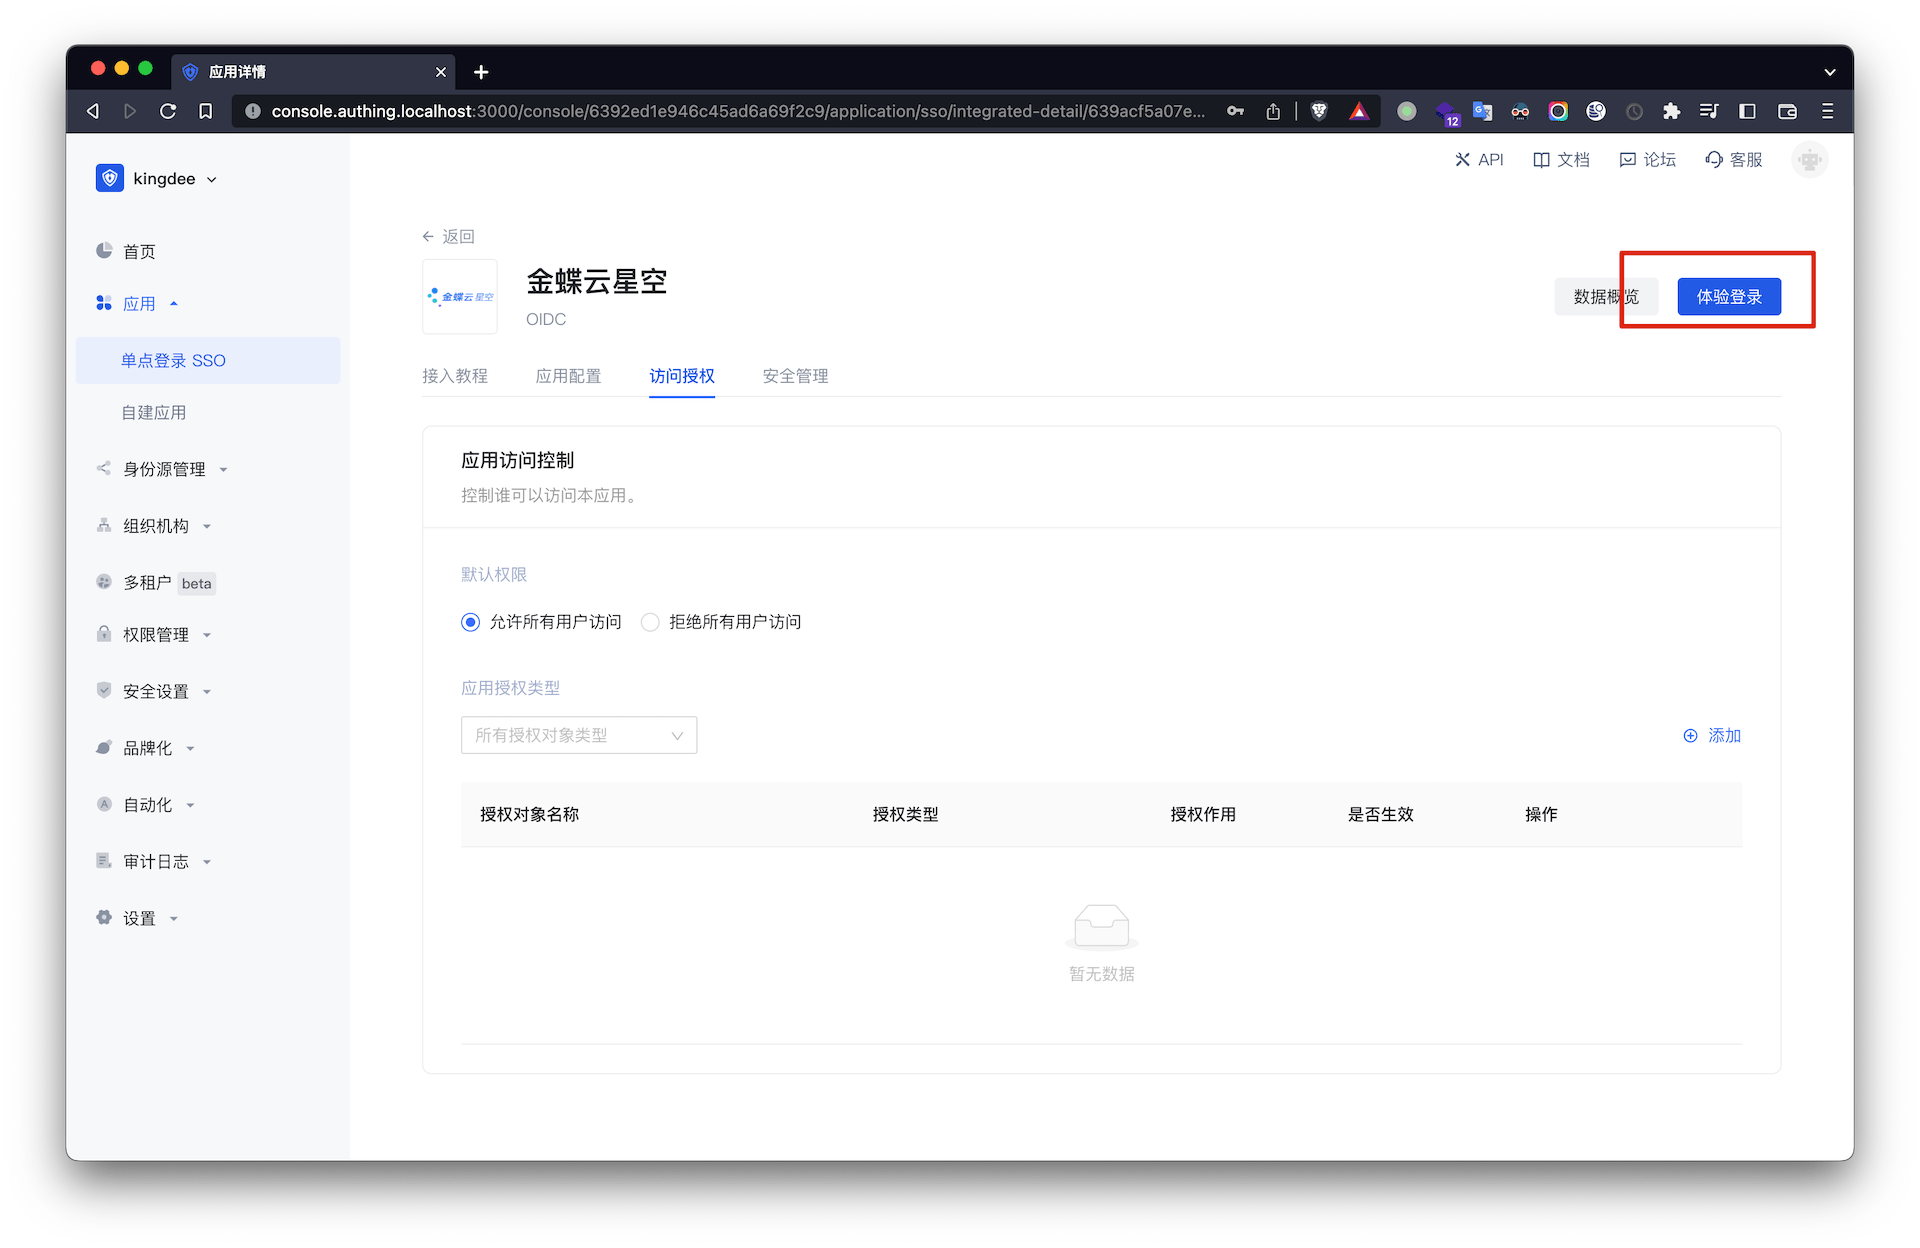 应用详情
console.authing.localhost:3000/console/6392ed1e946c45ad6a69f2c9/application/sso/integrated-detail/639acf5a07e...
12
kingdee
API
文档
论坛
客服
首页
应用
单点登录 SSO
自建应用
身份源管理
组织机构
多租户 beta
权限管理
安全设置
品牌化
自动化
审计日志
设置
返回
金蝶云星空
金蝶云星空
OIDC
数据概览
体验登录
接入教程
应用配置
访问授权
安全管理
应用访问控制
控制谁可以访问本应用。
默认权限
允许所有用户访问
拒绝所有用户访问
应用授权类型
所有授权对象类型
添加
授权对象名称
授权类型
授权作用
是否生效
操作
暂无数据